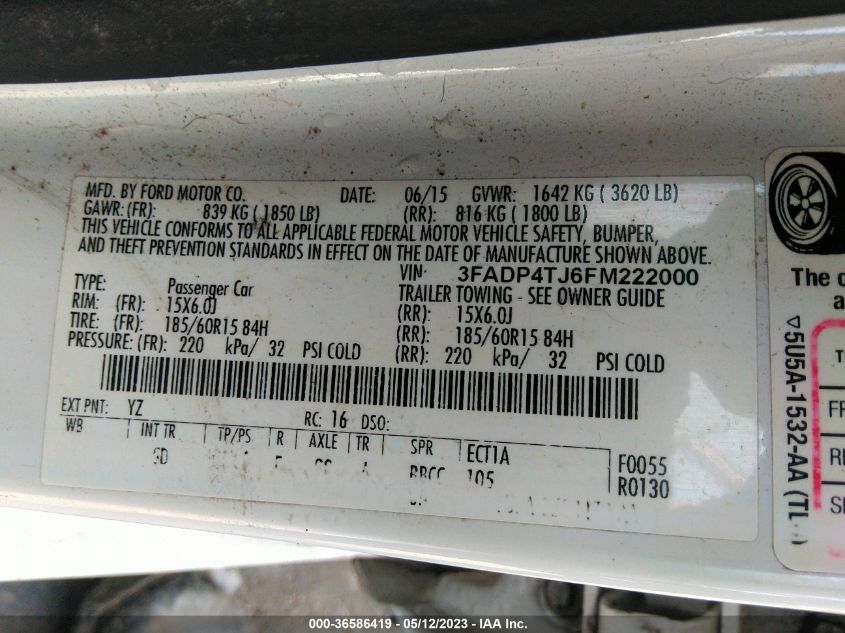 MFD. BY FORD MOTOR CO. DATE: 06/15 GVWR: 1642 KG ( 3620 LB)
GAWR: (FR): 839 KG ( 1850 LB) (RR): 816 KG ( 1800 LB)
THIS VEHICLE CONFORMS TO ALL APPLICABLE FEDERAL MOTOR VEHICLE SAFETY, BUMPER,
AND THEFT PREVENTION STANDARDS IN EFFECT ON THE DATE OF MANUFACTURE SHOWN ABOVE.
VIN: 3FADP4TJ6FM222000
TYPE: Passenger Car TRAILER TOWING - SEE OWNER GUIDE
RIM: (FR): 15X6.0J (RR): 15X6.0J
TIRE: (FR): 185/60R15 84H (RR): 185/60R15 84H
PRESSURE: (FR): 220 kPa/ 32 PSI COLD (RR): 220 kPa/ 32 PSI COLD
EXT PNT: YZ RC: 16 DSO:
WB INT TR TP/PS R AXLE TR SPR ECT1A F0055
105 R0130
The
5U5A-1532-AA
000-36586419 - 05/12/2023 - IAA Inc.